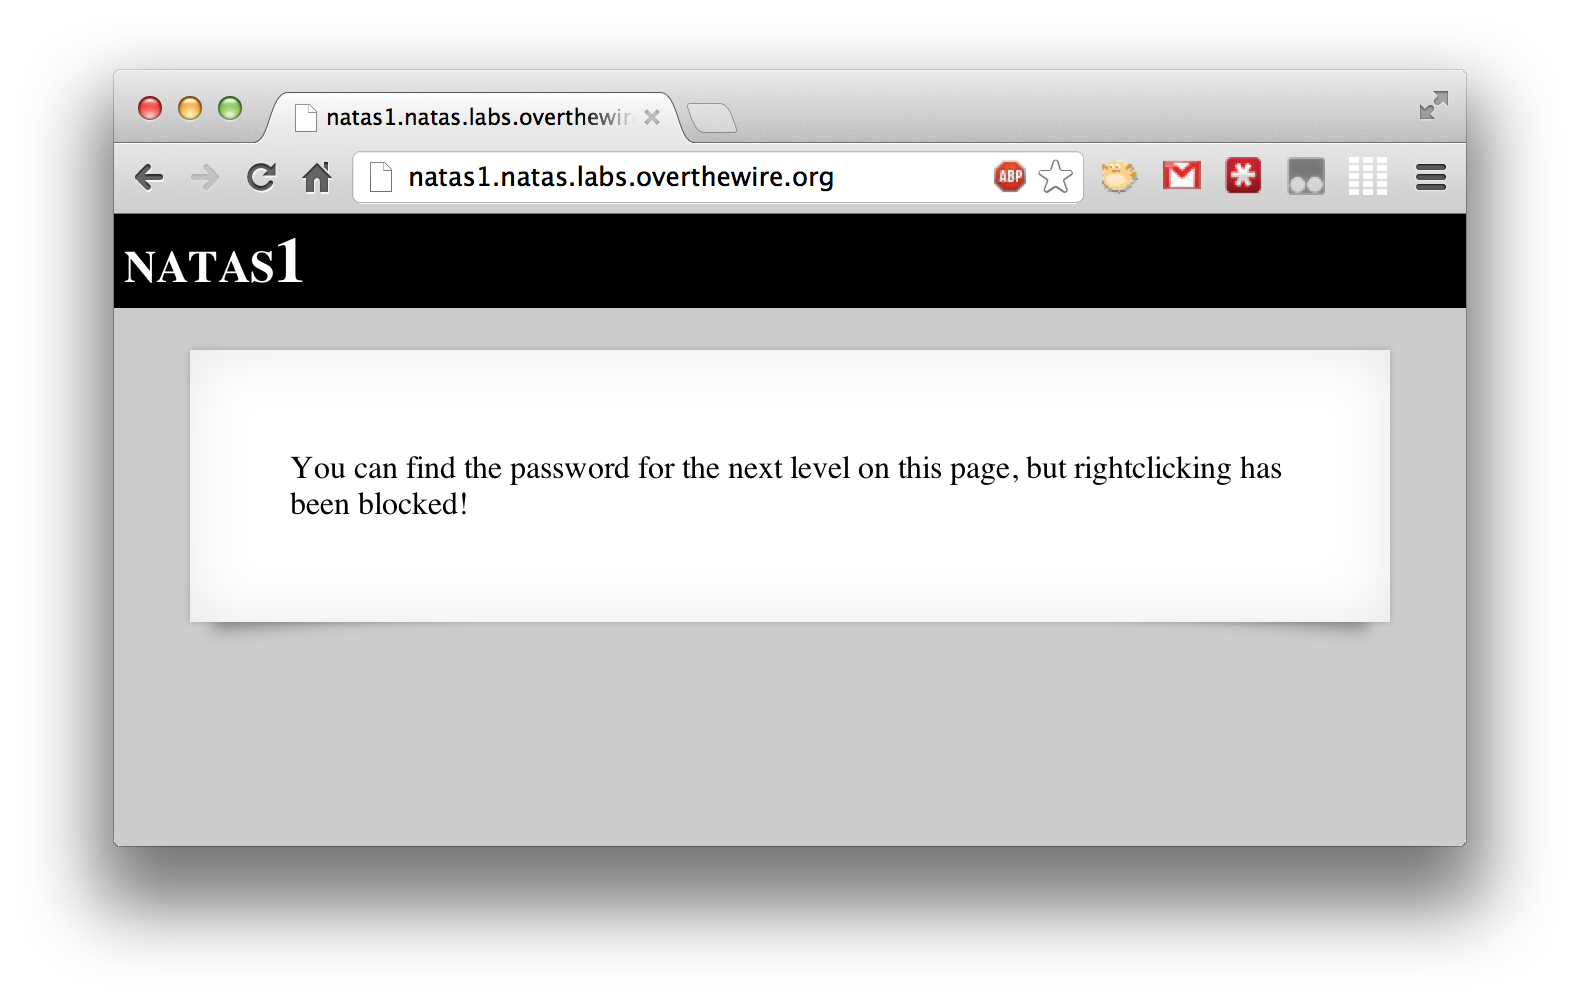 natas1.natas.labs.overthewir
natas1.natas.labs.overthewire.org
ABP
NATAS1
You can find the password for the next level on this page, but rightclicking has
been blocked!